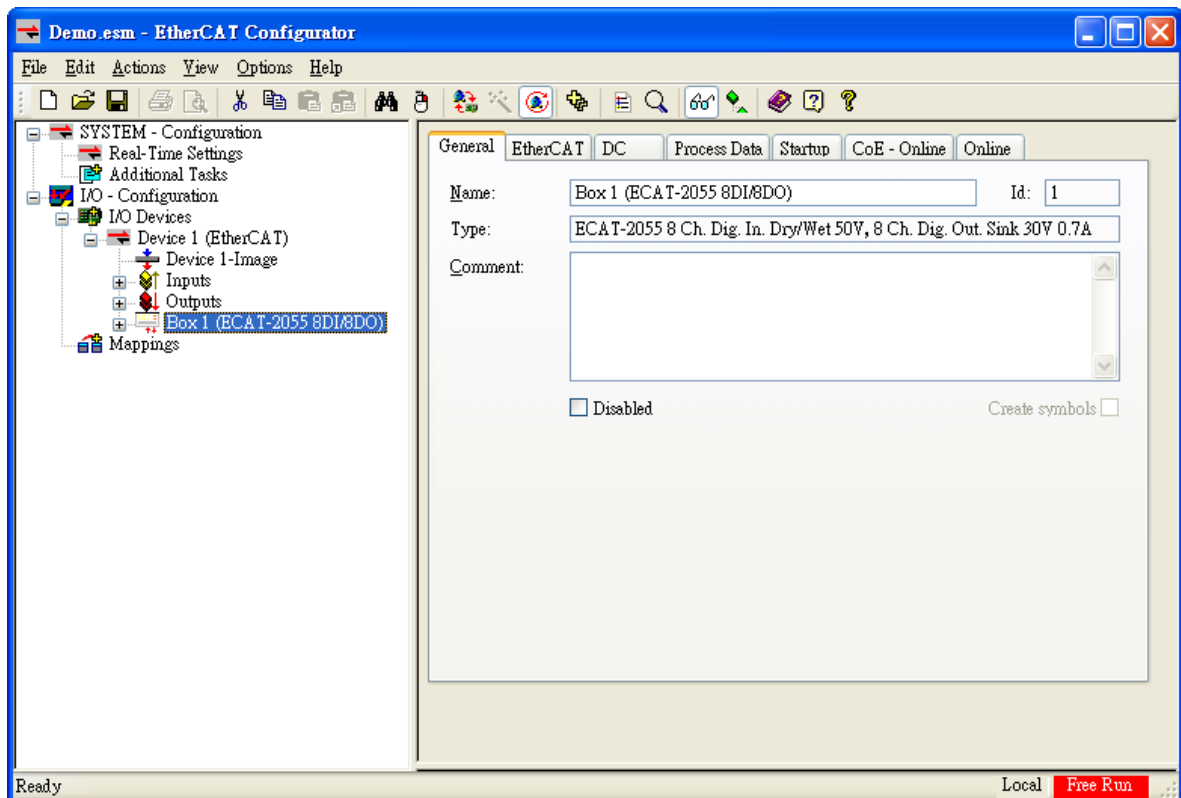 Demo.esm - EtherCAT Configurator
File Edit Actions View Options Help
SYSTEM - Configuration
Real-Time Settings
Additional Tasks
I/O - Configuration
I/O Devices
Device 1 (EtherCAT)
Device 1-Image
Inputs
Outputs
Box 1 (ECAT-2055 8DI/8DO)
Mappings
General EtherCAT DC Process Data Startup CoE - Online Online
Name: Box 1 (ECAT-2055 8DI/8DO) Id: 1
Type: ECAT-2055 8 Ch. Dig. In. Dry/Wet 50V, 8 Ch. Dig. Out. Sink 30V 0.7A
Comment:
Disabled Create symbols
Ready Local Free Run